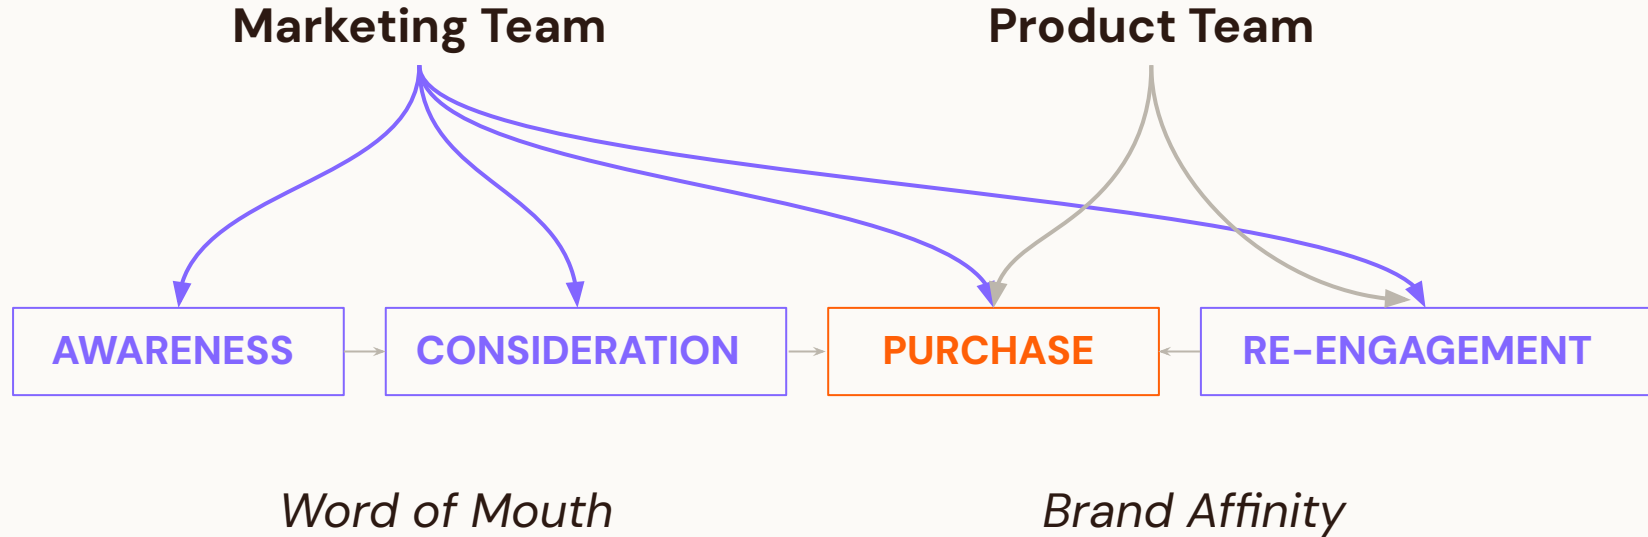 Marketing Team
Product Team
AWARENESS
CONSIDERATION
PURCHASE
RE-ENGAGEMENT
Word of Mouth
Brand Affinity